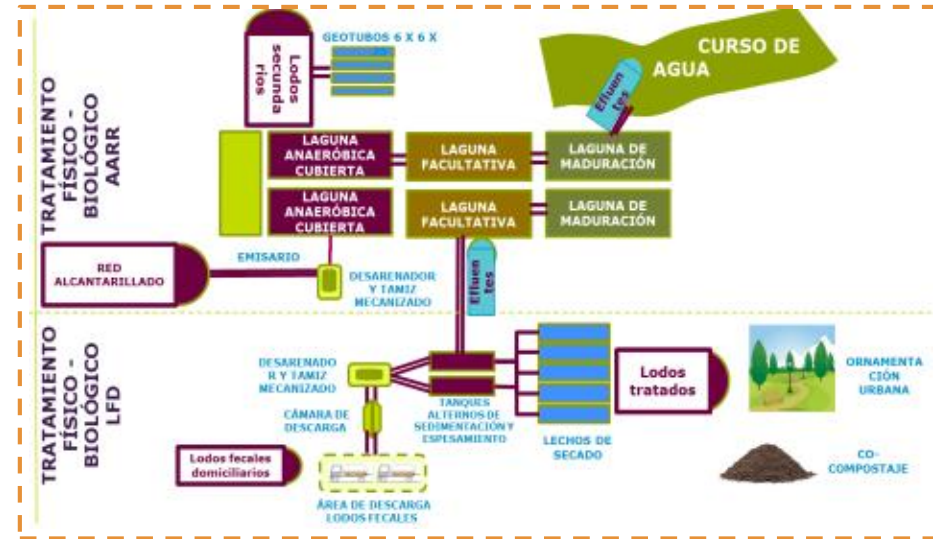 TRATAMIENTO
FÍSICO -
BIOLÓGICO
AARR
Lodos
secunda
rios
GEOTUBOS 6 X 6 X
CURSO DE
AGUA
Efluen
tes
LAGUNA
ANAERÓBICA
CUBIERTA
LAGUNA
FACULTATIVA
LAGUNA DE
MADURACIÓN
LAGUNA
ANAERÓBICA
CUBIERTA
LAGUNA
FACULTATIVA
LAGUNA DE
MADURACIÓN
RED
ALCANTARILLADO
EMISARIO
DESARENADOR
Y TAMIZ
MECANIZADO
Efluen
tes
TRATAMIENTO
FÍSICO -
BIOLÓGICO
LFD
DESARENADO
R Y TAMIZ
MECANIZADO
CÁMARA DE
DESCARGA
TANQUES
ALTERNOS DE
SEDIMENTACIÓN Y
ESPESAMIENTO
LECHOS DE
SECADO
Lodos
tratados
ORNAMENTA
CIÓN
URBANA
CO-
COMPOSTAJE
Lodos fecales
domiciliarios
ÁREA DE DESCARGA
LODOS FECALES